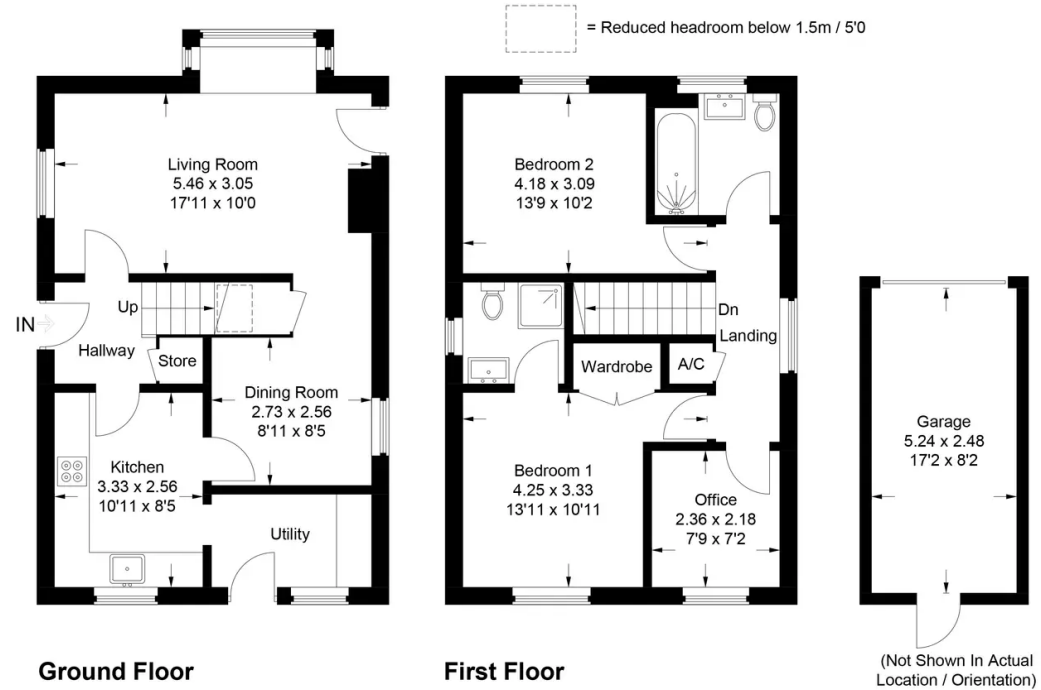 = Reduced headroom below 1.5m / 5'0
Living Room
5.46 x 3.05
17'11 x 10'0
IN
Up
Hallway
Store
Dining Room
2.73 x 2.56
8'11 x 8'5
Kitchen
3.33 x 2.56
10'11 x 8'5
Utility
Ground Floor
Bedroom 2
4.18 x 3.09
13'9 x 10'2
Dn
Landing
Wardrobe
A/C
Bedroom 1
4.25 x 3.33
13'11 x 10'11
Office
2.36 x 2.18
7'9 x 7'2
First Floor
Garage
5.24 x 2.48
17'2 x 8'2
(Not Shown In Actual
Location / Orientation)